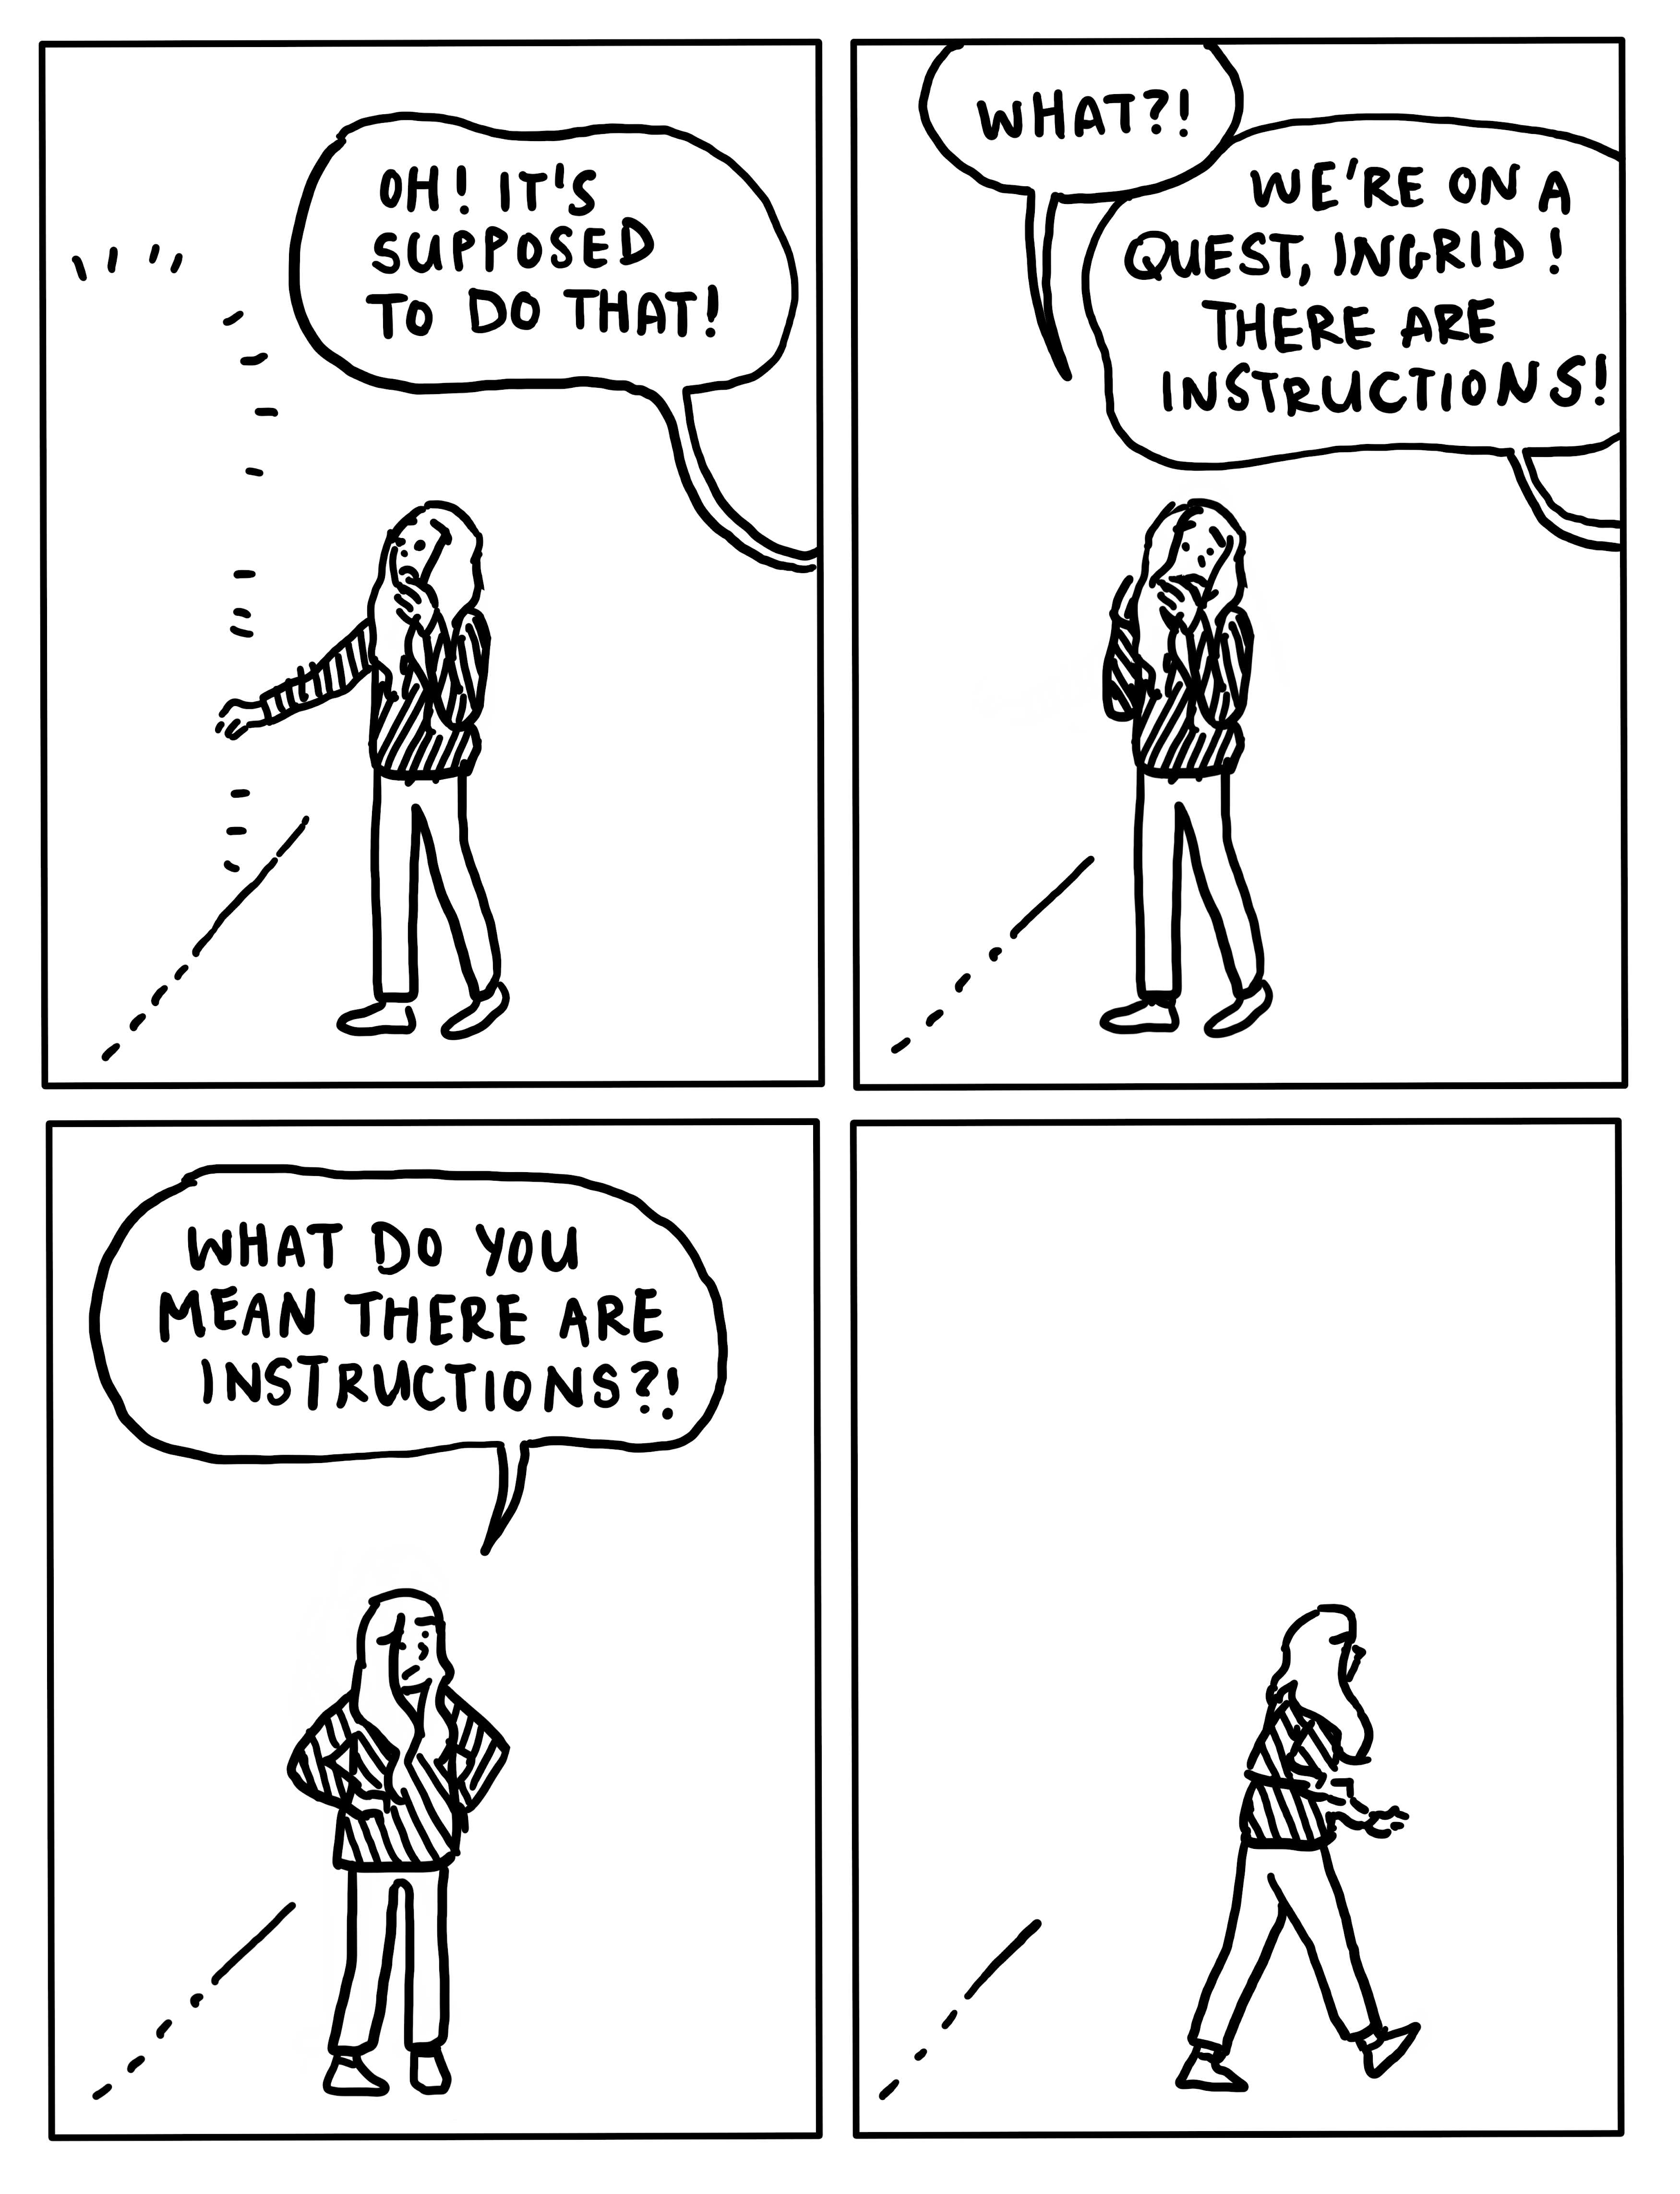 OH! IT'S
SUPPOSED
TO DO THAT!
WHAT?!
WE'RE ON A
QUEST, INGRID!
THERE ARE
INSTRUCTIONS!
WHAT DO YOU
MEAN THERE ARE
INSTRUCTIONS?!